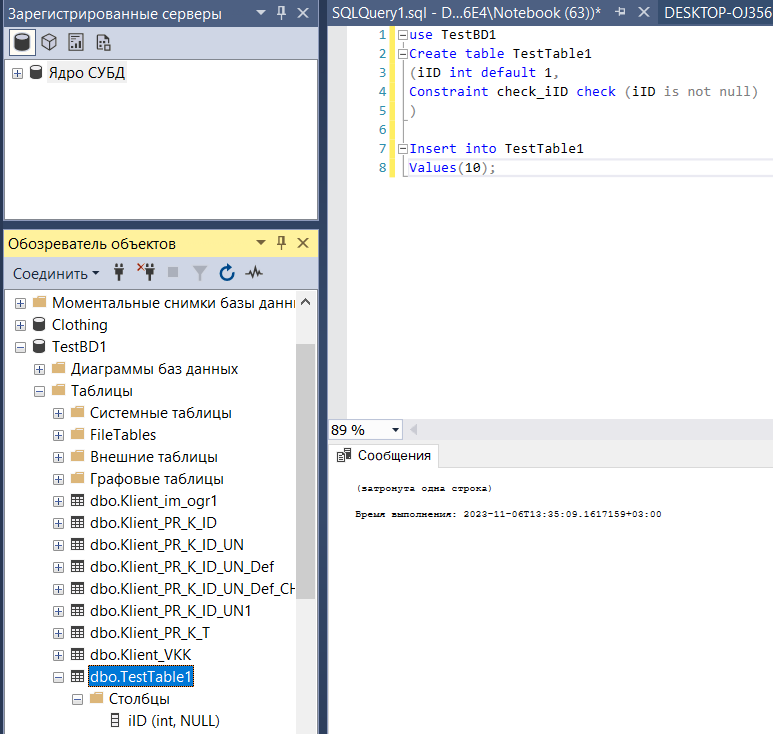 Зарегистрированные серверы
Ядро СУБД
Обозреватель объектов
Соединить
Моментальные снимки базы данн
Clothing
TestBD1
Диаграммы баз данных
Таблицы
Системные таблицы
FileTables
Внешние таблицы
Графовые таблицы
dbo.Klient_im_ogr1
dbo.Klient_PR_K_ID
dbo.Klient_PR_K_ID_UN
dbo.Klient_PR_K_ID_UN_Def
dbo.Klient_PR_K_ID_UN_Def_CH
dbo.Klient_PR_K_ID_UN1
dbo.Klient_PR_K_T
dbo.Klient_VKK
dbo.TestTable1
Столбцы
iID (int, NULL)
SQLQuery1.sql - D...6E4\Notebook (63))*
DESKTOP-OJ356
1 use TestBD1
2 Create table TestTable1
3 (iID int default 1,
4 Constraint check_iID check (iID is not null)
5 )
6
7 Insert into TestTable1
8 Values(10);
89 %
Сообщения
(затронута одна строка)
Время выполнения: 2023-11-06T13:35:09.1617159+03:00